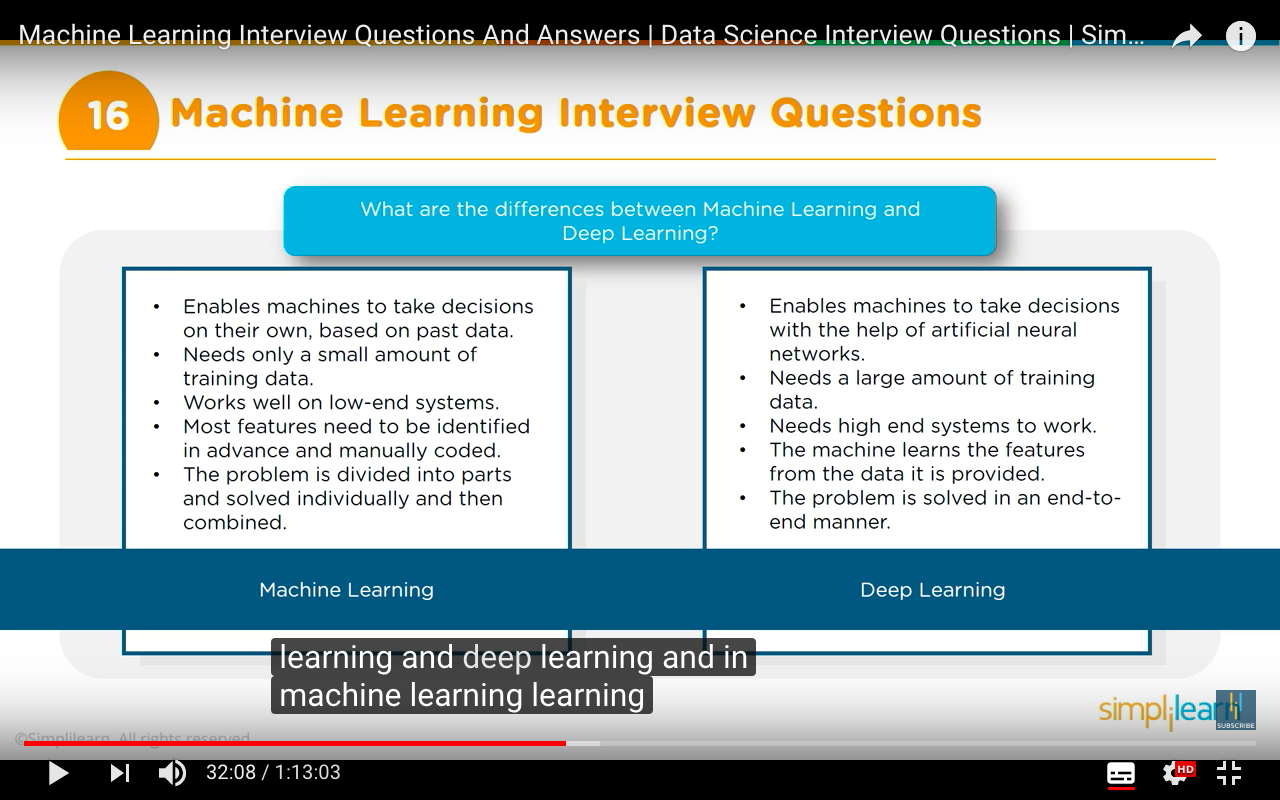 Machine Learning Interview Questions And Answers | Data Science Interview Questions | Sim...
16 Machine Learning Interview Questions
What are the differences between Machine Learning and
Deep Learning?
• Enables machines to take decisions
on their own, based on past data.
• Needs only a small amount of
training data.
• Works well on low-end systems.
• Most features need to be identified
in advance and manually coded.
• The problem is divided into parts
and solved individually and then
combined.
Machine Learning
• Enables machines to take decisions
with the help of artificial neural
networks.
• Needs a large amount of training
data.
• Needs high end systems to work.
• The machine learns the features
from the data it is provided.
• The problem is solved in an end-to-
end manner.
Deep Learning
learning and deep learning and in
machine learning learning
simplilearn
SUBSCRIBE
©Simplilearn. All rights reserved
32:08 / 1:13:03
HD